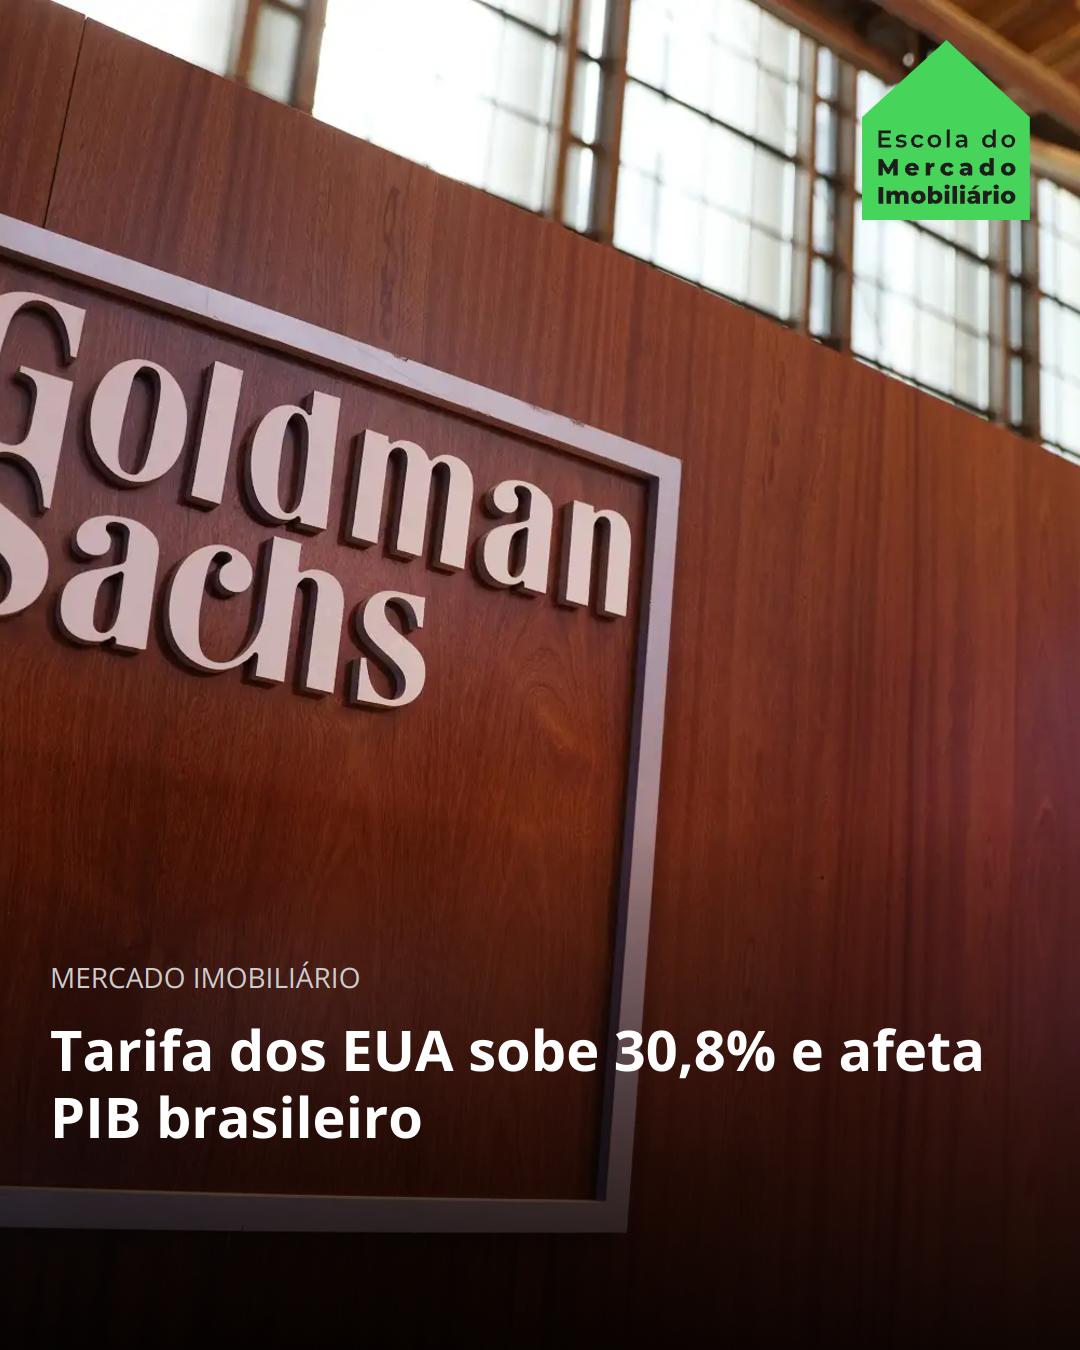 Escola do
Mercado
Imobiliário
Goldman
Sachs
MERCADO IMOBILIÁRIO
Tarifa dos EUA sobe 30,8% e afeta
PIB brasileiro